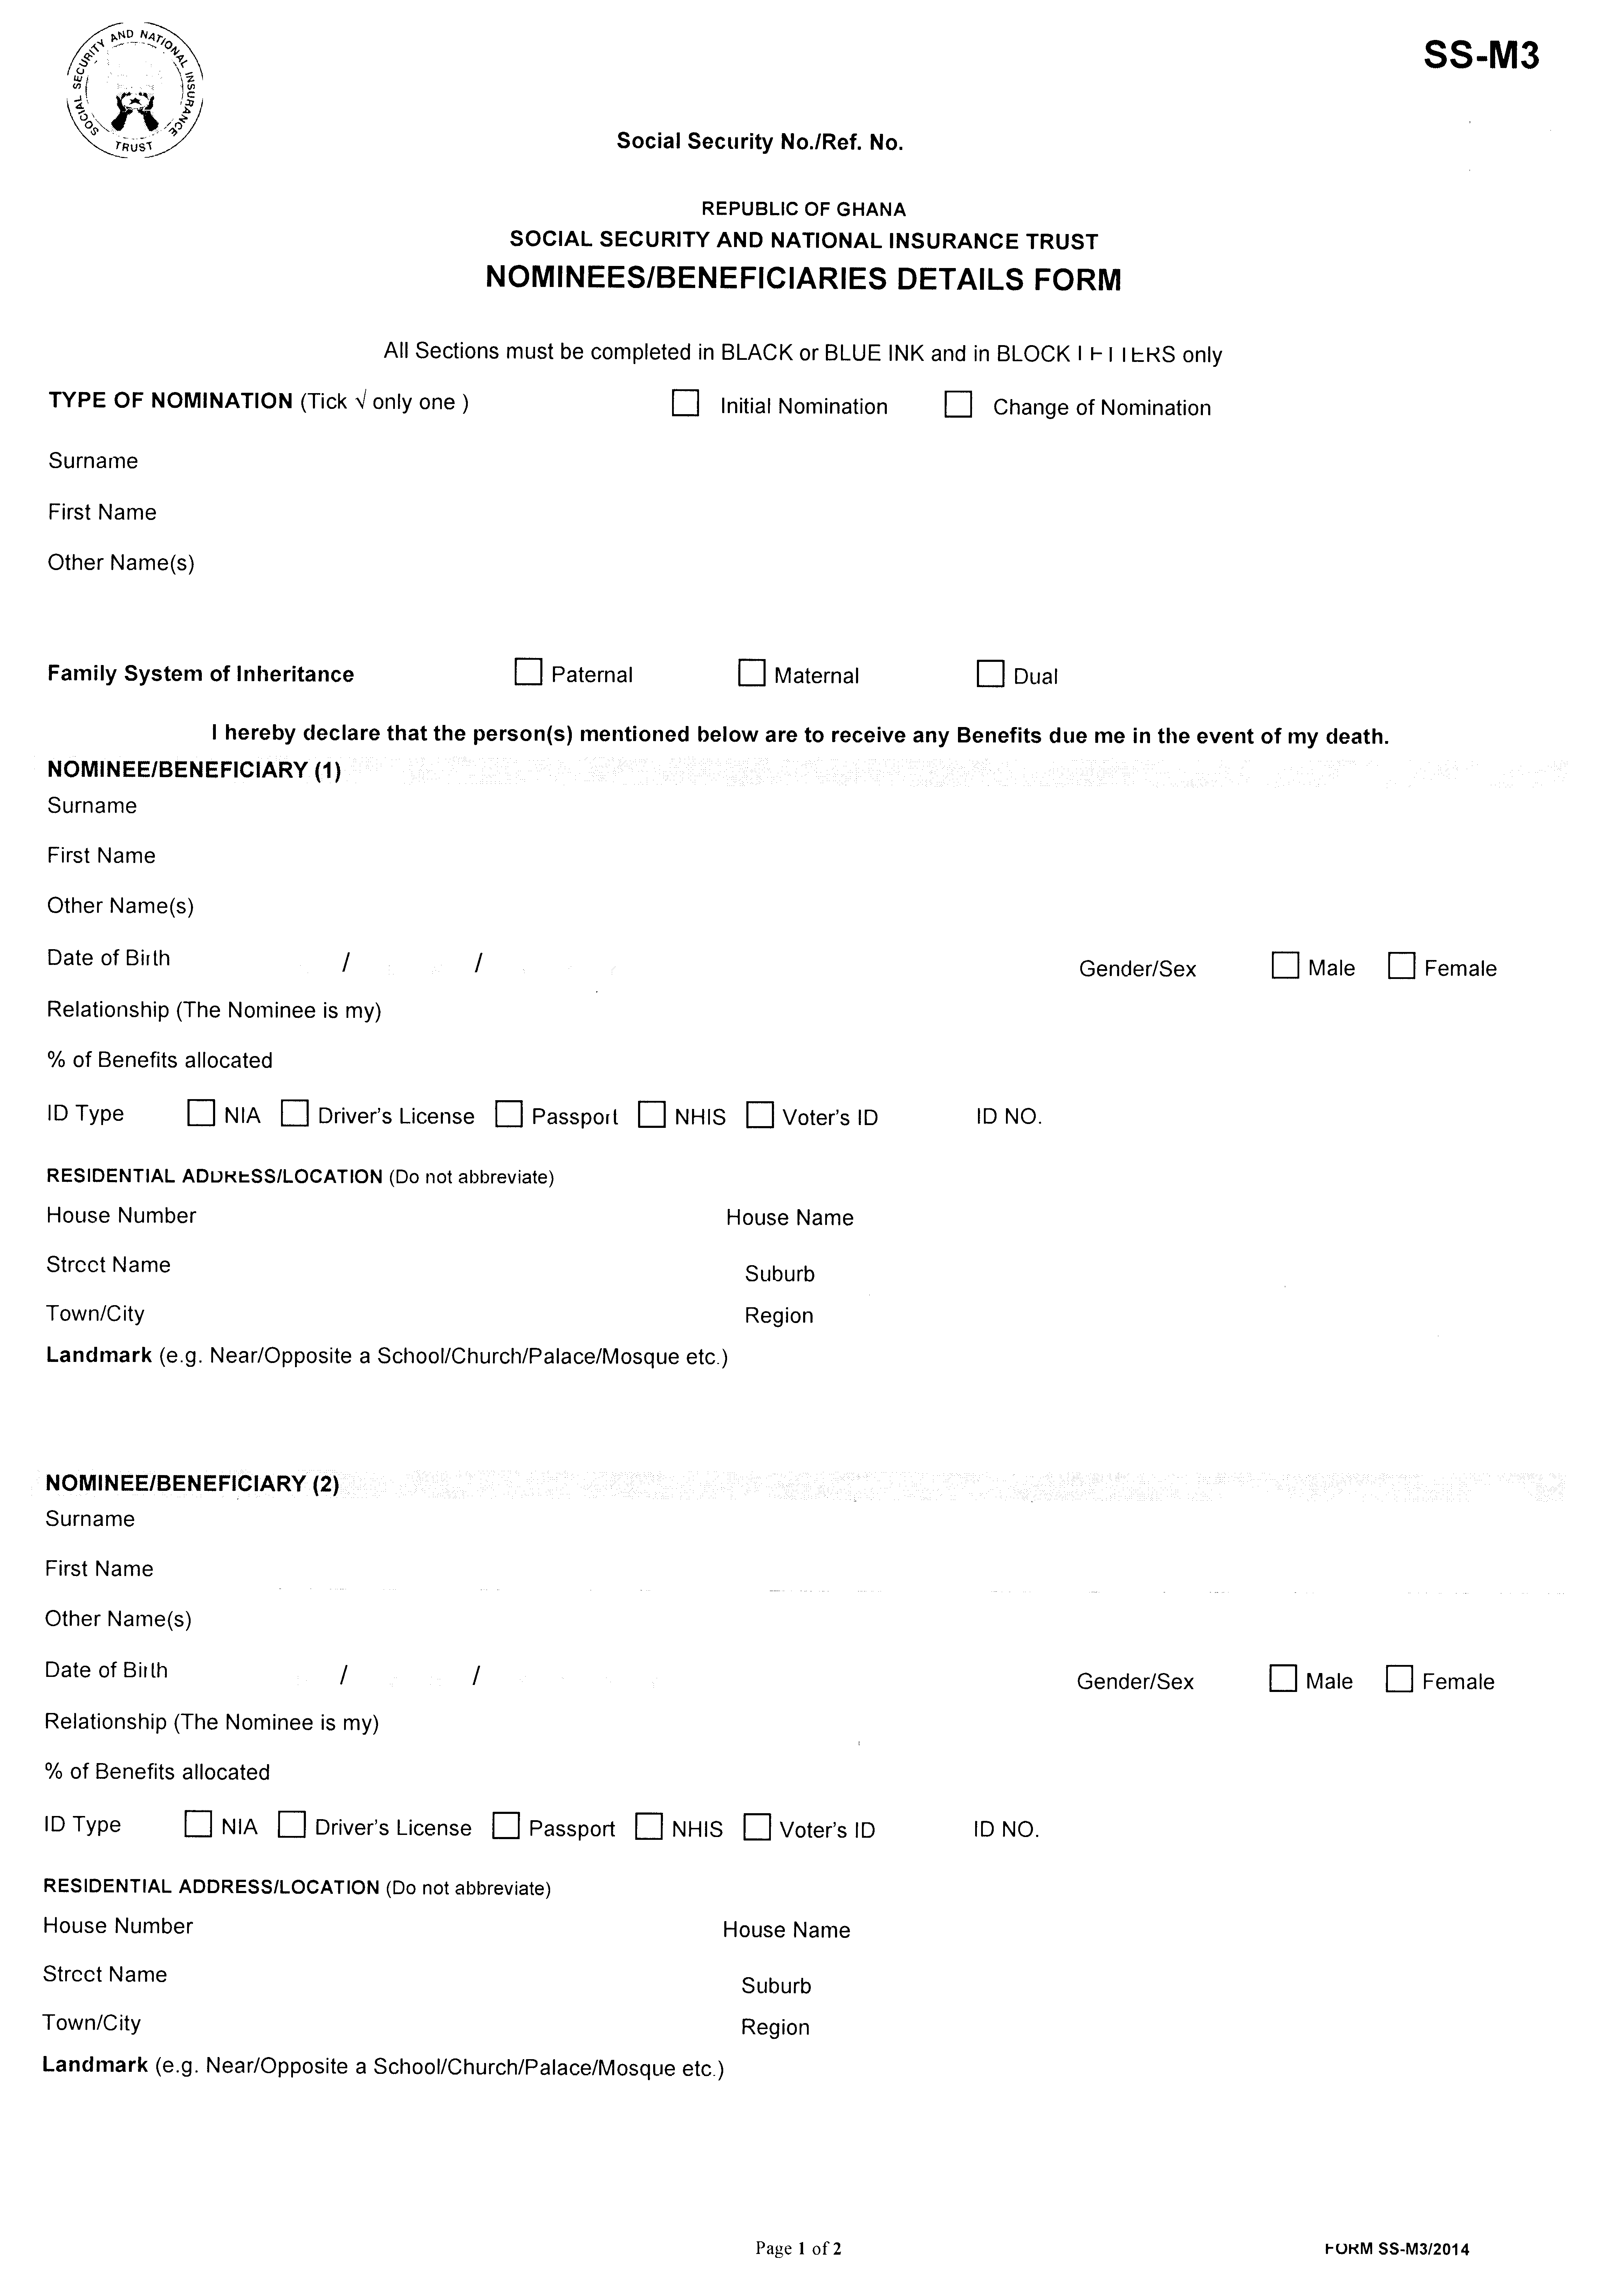 SOCIAL SECURITY AND NATIONAL INSURANCE TRUST
SS-M3
Social Security No./Ref. No.
REPUBLIC OF GHANA
SOCIAL SECURITY AND NATIONAL INSURANCE TRUST
NOMINEES/BENEFICIARIES DETAILS FORM
All Sections must be completed in BLACK or BLUE INK and in BLOCK LETTERS only
TYPE OF NOMINATION (Tick √ only one ) Initial Nomination Change of Nomination
Surname
First Name
Other Name(s)
Family System of Inheritance Paternal Maternal Dual
I hereby declare that the person(s) mentioned below are to receive any Benefits due me in the event of my death.
NOMINEE/BENEFICIARY (1)
Surname
First Name
Other Name(s)
Date of Birth / / Gender/Sex Male Female
Relationship (The Nominee is my)
% of Benefits allocated
ID Type NIA Driver's License Passport NHIS Voter's ID ID NO.
RESIDENTIAL ADDRESS/LOCATION (Do not abbreviate)
House Number House Name
Street Name Suburb
Town/City Region
Landmark (e.g. Near/Opposite a School/Church/Palace/Mosque etc.)
NOMINEE/BENEFICIARY (2)
Surname
First Name
Other Name(s)
Date of Birth / / Gender/Sex Male Female
Relationship (The Nominee is my)
% of Benefits allocated
ID Type NIA Driver's License Passport NHIS Voter's ID ID NO.
RESIDENTIAL ADDRESS/LOCATION (Do not abbreviate)
House Number House Name
Street Name Suburb
Town/City Region
Landmark (e.g. Near/Opposite a School/Church/Palace/Mosque etc.)
Page 1 of 2 FORM SS-M3/2014